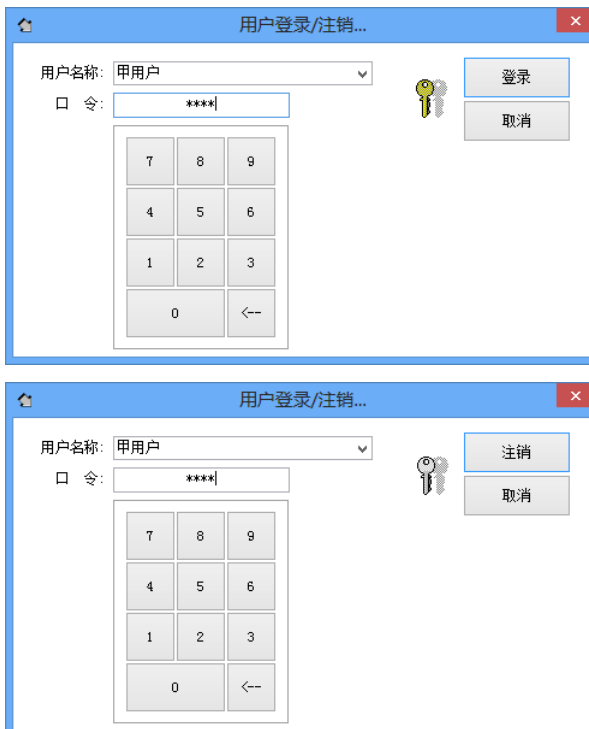 用户登录/注销...
用户名称: 甲用户
登录
口 令: ****
取消
7 8 9
4 5 6
1 2 3
0 <--
用户登录/注销...
用户名称: 甲用户
注销
口 令: ****
取消
7 8 9
4 5 6
1 2 3
0 <--